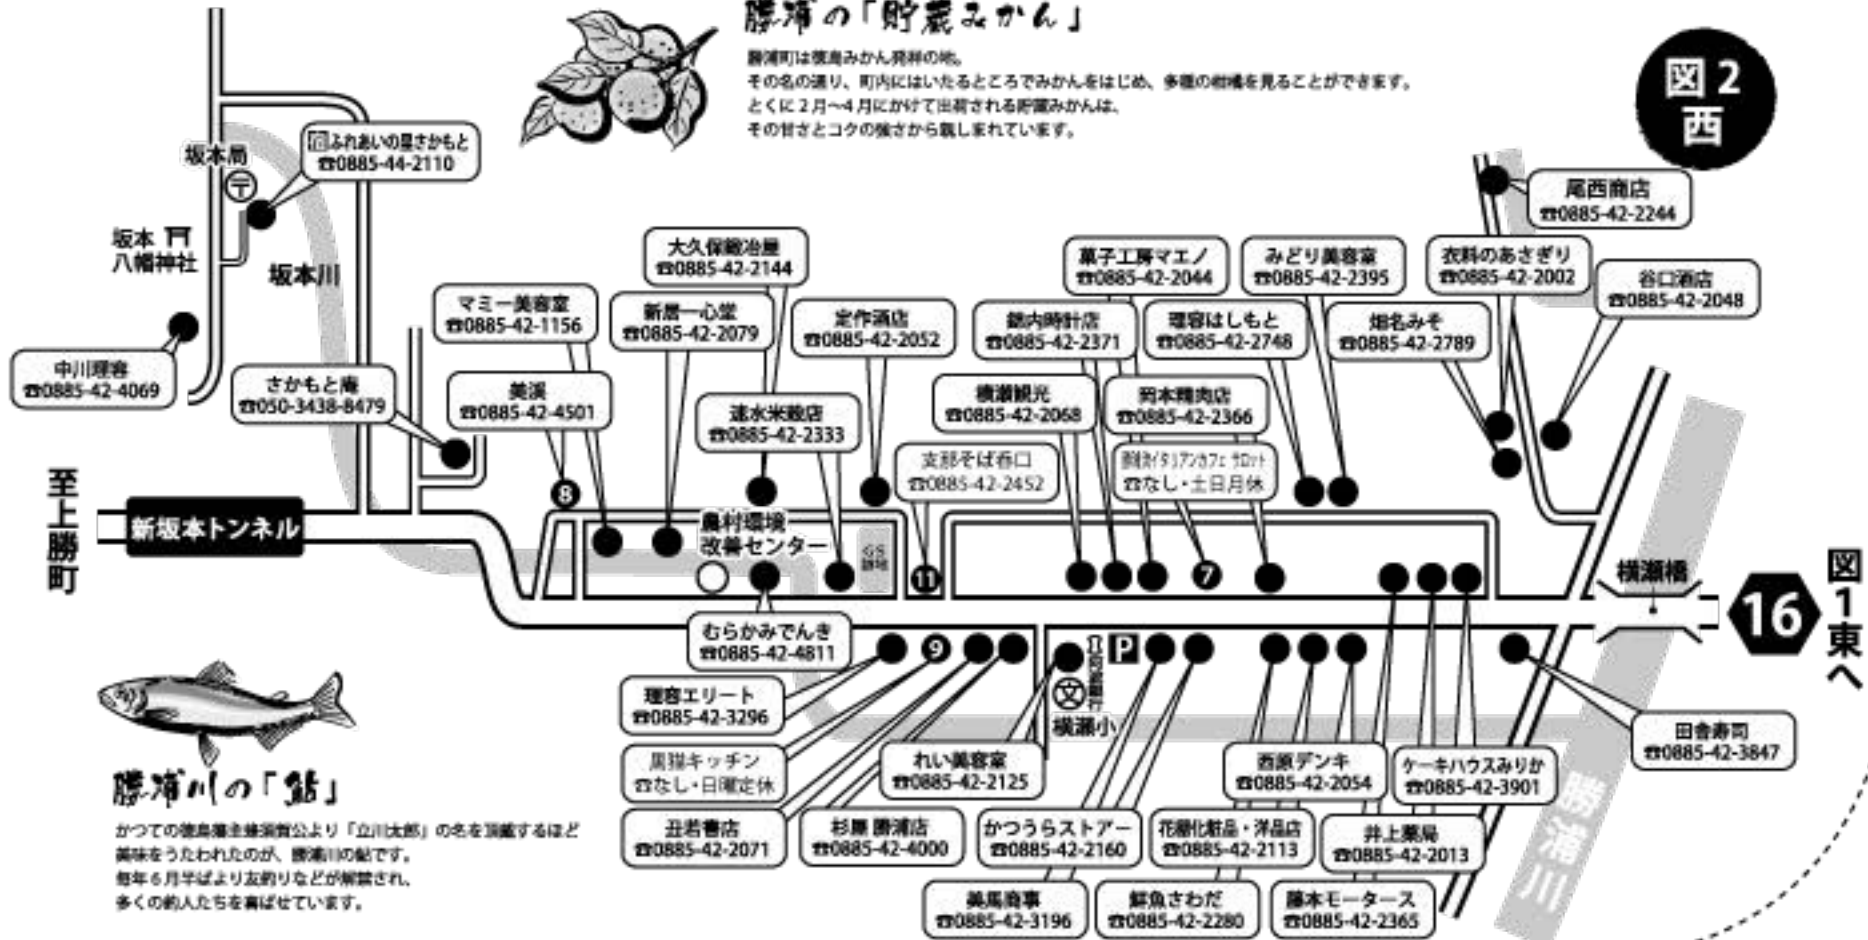 勝浦の「貯蔵みかん」
勝浦町は徳島みかん発祥の地。
その名の通り、町内にはいたるところでみかんをはじめ、多種の柑橘を見ることができます。
とくに2月~4月にかけて出荷される貯蔵みかんは、
その甘さとコクの強さから親しまれています。
図2
西
坂本局
ふれあいの里さかもと
☎0885-44-2110
坂本
八幡神社
坂本川
中川理容
☎0885-42-4069
さかもと庵
☎050-3438-8479
至上勝町
新坂本トンネル
マミー美容室
☎0885-42-1156
美溪
☎0885-42-4501
8
新居一心堂
☎0885-42-2079
大久保鍛冶屋
☎0885-42-2144
速水米穀店
☎0885-42-2333
定作酒店
☎0885-42-2052
農村環境
改善センター
GS
跡地
支那そば呑口
☎0885-42-2452
11
横瀬観光
☎0885-42-2068
錦内時計店
☎0885-42-2371
菓子工房マエノ
☎0885-42-2044
岡本精肉店
☎0885-42-2366
イタリアンカフェ サロット
☎なし・土日月休
7
理容はしもと
☎0885-42-2748
みどり美容室
☎0885-42-2395
畑名みそ
☎0885-42-2789
衣料のあさぎり
☎0885-42-2002
尾西商店
☎0885-42-2244
谷口酒店
☎0885-42-2048
横瀬橋
16
図1東へ
むらかみでんき
☎0885-42-4811
理容エリート
☎0885-42-3296
9
黒猫キッチン
☎なし・日曜定休
丑若書店
☎0885-42-2071
杉屋 勝浦店
☎0885-42-4000
れい美容室
☎0885-42-2125
文
横瀬小
P
かつうらストアー
☎0885-42-2160
美馬商事
☎0885-42-3196
西原デンキ
☎0885-42-2054
花屋化粧品・洋品店
☎0885-42-2113
鮮魚さわだ
☎0885-42-2280
ケーキハウスみりか
☎0885-42-3901
井上薬局
☎0885-42-2013
藤本モータース
☎0885-42-2365
田舎寿司
☎0885-42-3847
勝浦川
勝浦川の「鮎」
かつての徳島藩主蜂須賀公より「立川太郎」の名を頂戴するほど
美味をうたわれたのが、勝浦川の鮎です。
毎年6月半ばより友釣りなどが解禁され、
多くの釣人たちを喜ばせています。